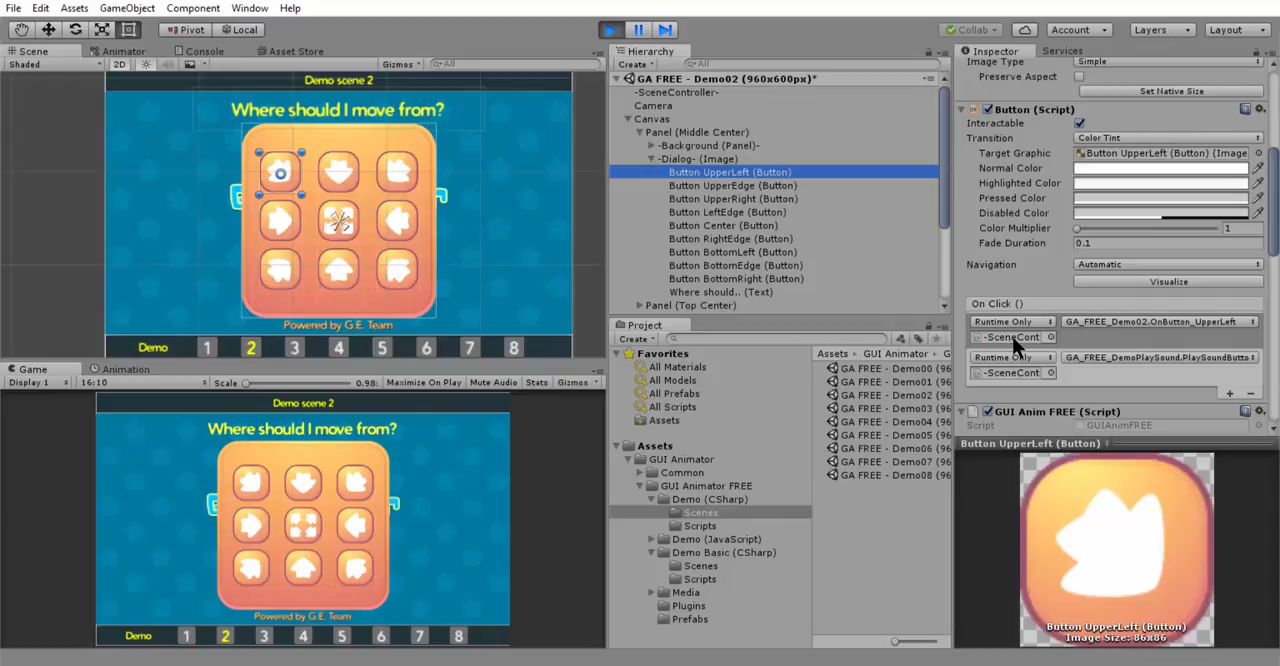 File Edit Assets GameObject Component Window Help
Pivot Local Collab Account Layers Layout
Scene Animator Console Asset Store
Shaded 2D Gizmos All
Demo scene 2
Where should I move from?
Powered by G.E. Team
Demo 1 2 3 4 5 6 7 8
Game Animation
Display 1 16:10 Scale 0.98: Maximize On Play Mute Audio Stats Gizmos
Demo scene 2
Where should I move from?
Powered by G.E. Team
Demo 1 2 3 4 5 6 7 8
Hierarchy
Create All
GA FREE - Demo02 (960x600px)*
-SceneController-
Camera
Canvas
Panel (Middle Center)
-Background (Panel)-
-Dialog- (Image)
Button UpperLeft (Button)
Button UpperEdge (Button)
Button UpperRight (Button)
Button LeftEdge (Button)
Button Center (Button)
Button RightEdge (Button)
Button BottomLeft (Button)
Button BottomEdge (Button)
Button BottomRight (Button)
Where should.. (Text)
Panel (Top Center)
Project
Create
Favorites
All Materials
All Models
All Prefabs
All Scripts
Assets
Assets
GUI Animator
Common
GUI Animator FREE
Demo (CSharp)
Scenes
Scripts
Demo (JavaScript)
Demo Basic (CSharp)
Scenes
Scripts
Media
Plugins
Prefabs
Assets GUI Animator G
GA FREE - Demo00 (96
GA FREE - Demo01 (96
GA FREE - Demo02 (96
GA FREE - Demo03 (96
GA FREE - Demo04 (96
GA FREE - Demo05 (96
GA FREE - Demo06 (96
GA FREE - Demo07 (96
GA FREE - Demo08 (96
Inspector Services
Image Type Simple
Preserve Aspect
Set Native Size
Button (Script)
Interactable
Transition Color Tint
Target Graphic Button UpperLeft (Button) (Image
Normal Color
Highlighted Color
Pressed Color
Disabled Color
Color Multiplier 1
Fade Duration 0.1
Navigation Automatic
Visualize
On Click ()
Runtime Only GA_FREE_Demo02.OnButton_UpperLeft
-SceneCont
Runtime Only GA_FREE_DemoPlaySound.PlaySoundButto
-SceneCont
GUI Anim FREE (Script)
Script GUIAnimFREE
Button UpperLeft (Button)
Button UpperLeft (Button)
Image Size: 86x86